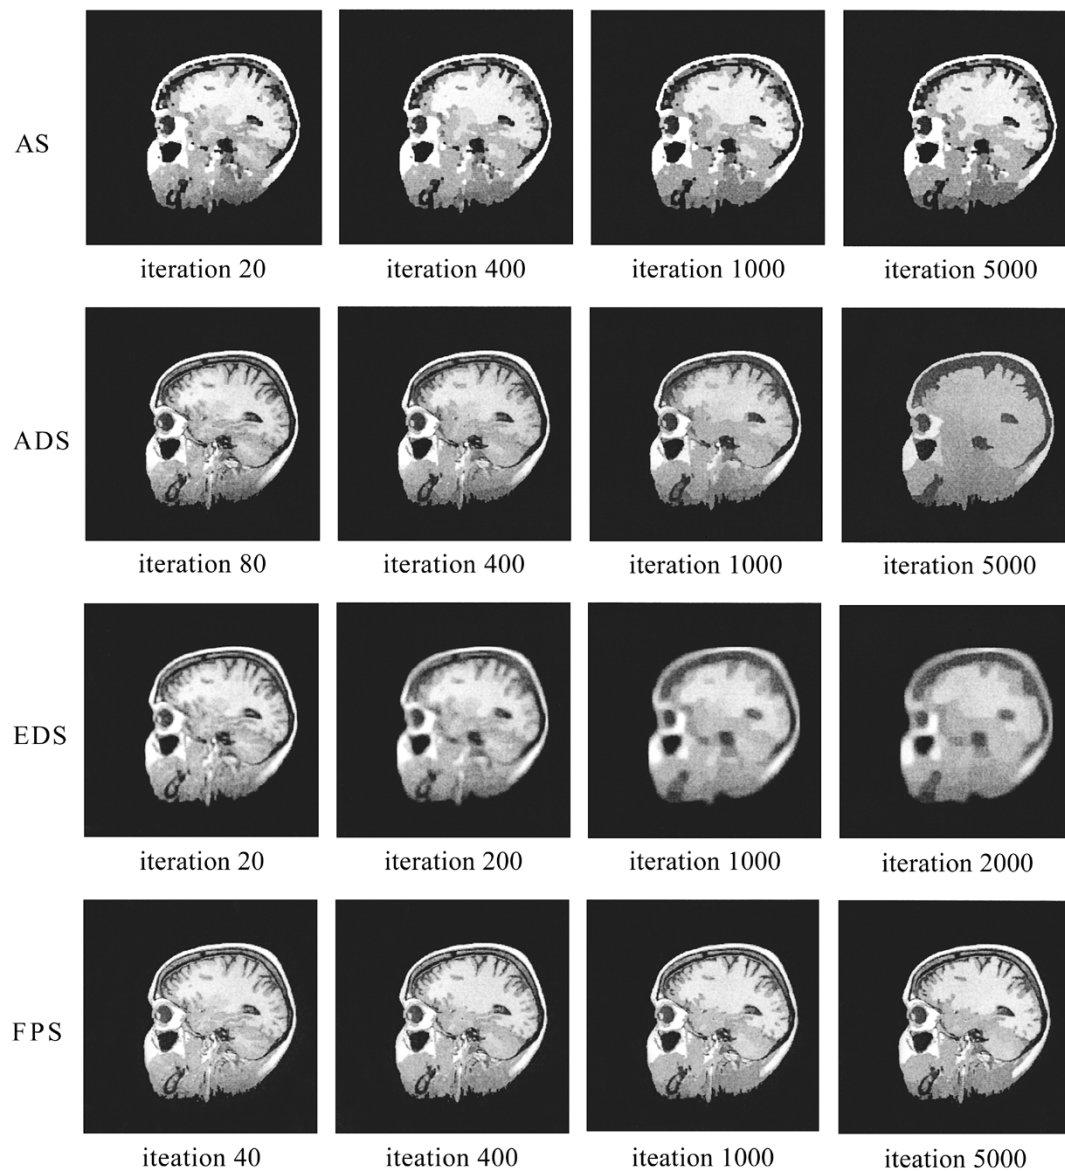 AS
iteration 20 iteration 400 iteration 1000 iteration 5000
ADS
iteration 80 iteration 400 iteration 1000 iteration 5000
EDS
iteration 20 iteration 200 iteration 1000 iteration 2000
FPS
iteation 40 iteation 400 iteation 1000 iteation 5000